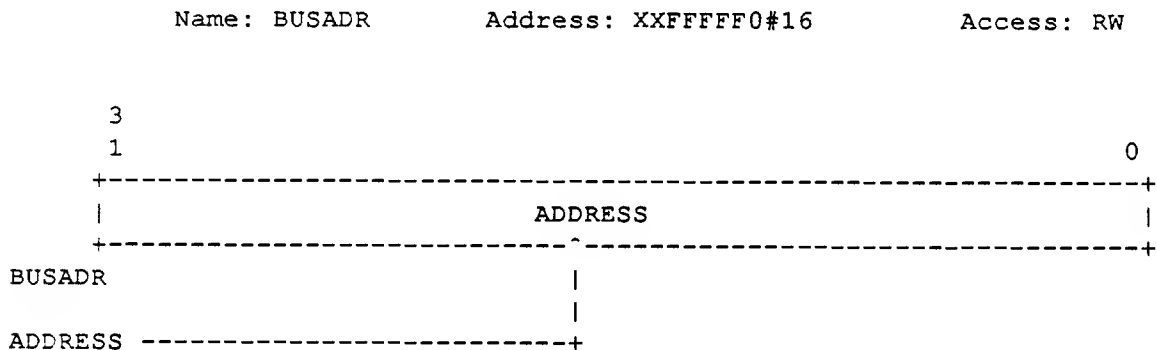 Name: BUSADR Address: XXFFFFF0#16 Access: RW
3
1 0
+-----------------------------------------------------------------+
| ADDRESS |
+-----------------------------^-----------------------------------+
BUSADR |
|
ADDRESS ---------------------------+